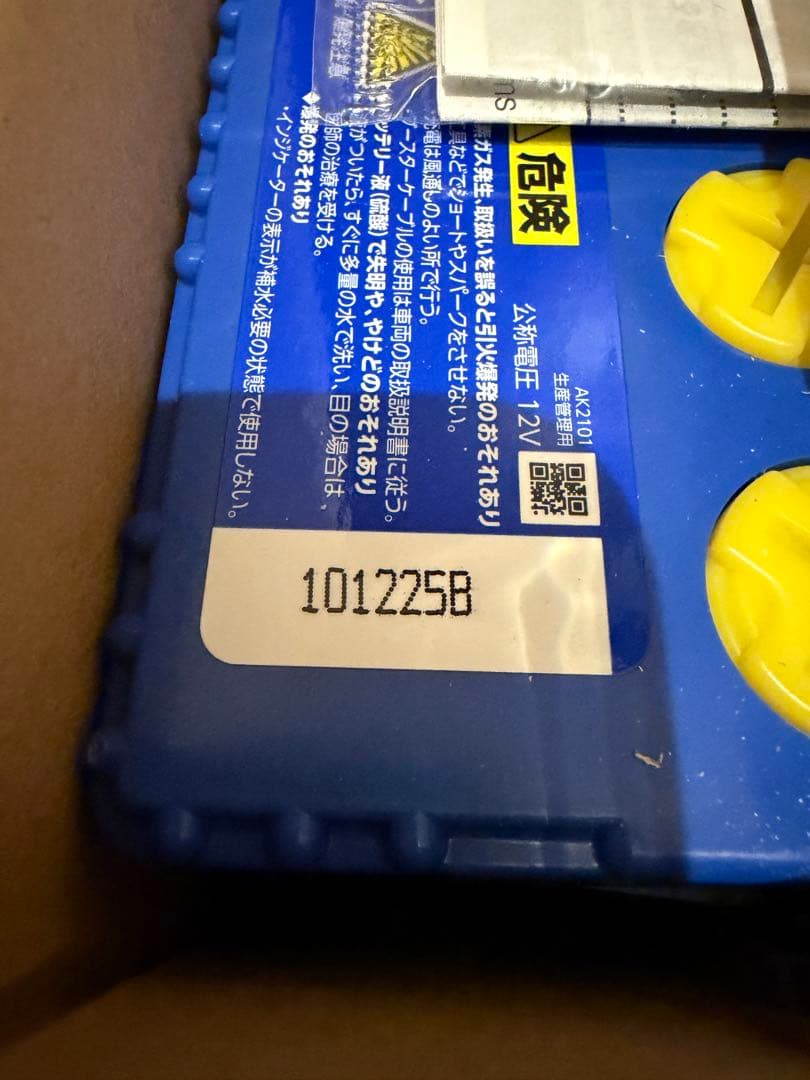 危険
素ガス発生、取扱いを誤ると引火爆発のおそれあり
具などでショートやスパークをさせない。
充電は風通しのよい所で行う。
ースターケーブルの使用は車両の取扱説明書に従う。
ッテリー液(硫酸)で失明や、やけどのおそれあり
がついたら、すぐに多量の水で洗い、目の場合は、
医師の治療を受ける。
◆爆発のおそれあり
・インジケーターの表示が補水必要の状態で使用しない。
公称電圧 12V
AK2101
生産管理用
101225B
ns